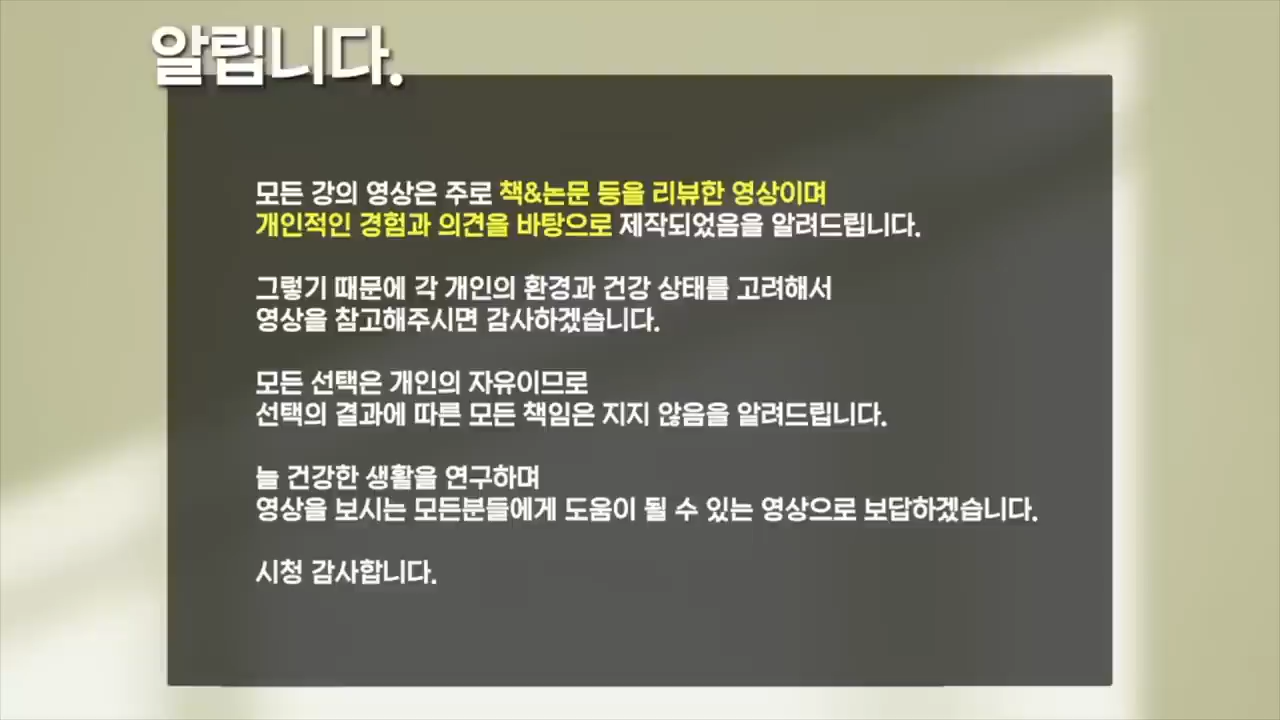 알립니다.
모든 강의 영상은 주로 책&논문 등을 리뷰한 영상이며
개인적인 경험과 의견을 바탕으로 제작되었음을 알려드립니다.
그렇기 때문에 각 개인의 환경과 건강 상태를 고려해서
영상을 참고해주시면 감사하겠습니다.
모든 선택은 개인의 자유이므로
선택의 결과에 따른 모든 책임은 지지 않음을 알려드립니다.
늘 건강한 생활을 연구하며
영상을 보시는 모든분들에게 도움이 될 수 있는 영상으로 보답하겠습니다.
시청 감사합니다.